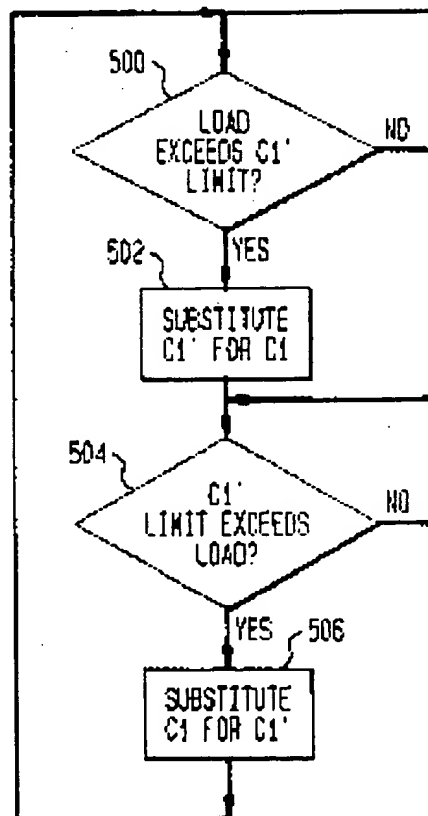 500
LOAD
EXCEEDS C1'
LIMIT?
NO
YES
502
SUBSTITUTE
C1' FOR C1
504
C1'
LIMIT EXCEEDS
LOAD?
NO
YES
506
SUBSTITUTE
C1 FOR C1'